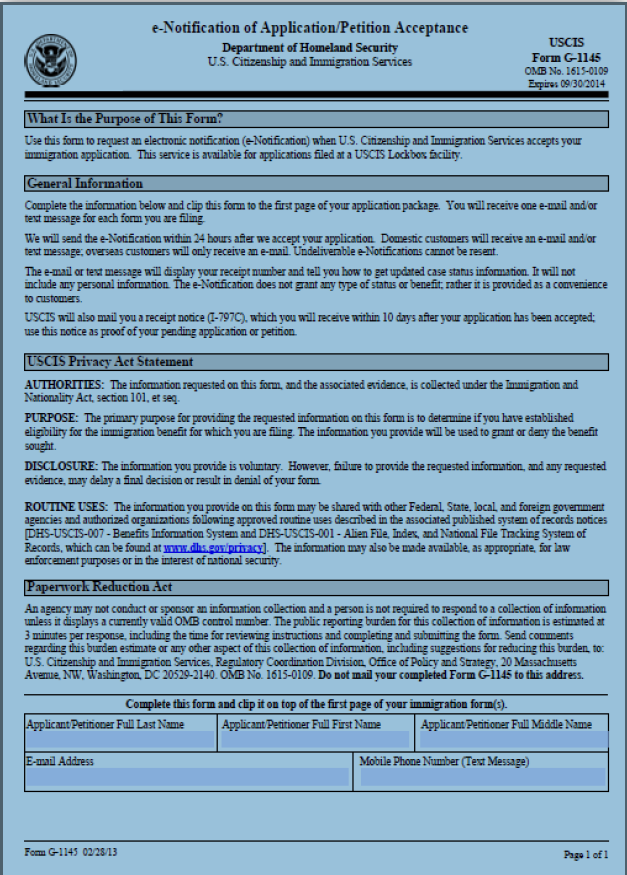 e-Notification of Application/Petition Acceptance
Department of Homeland Security
U.S. Citizenship and Immigration Services
USCIS
Form G-1145
OMB No. 1615-0109
Expires 09/30/2014
What Is the Purpose of This Form?
Use this form to request an electronic notification (e-Notification) when U.S. Citizenship and Immigration Services accepts your
immigration application. This service is available for applications filed at a USCIS Lockbox facility.
General Information
Complete the information below and clip this form to the first page of your application package. You will receive one e-mail and/or
text message for each form you are filing.
We will send the e-Notification within 24 hours after we accept your application. Domestic customers will receive an e-mail and/or
text message; overseas customers will only receive an e-mail. Undeliverable e-Notifications cannot be resent.
The e-mail or text message will display your receipt number and tell you how to get updated case status information. It will not
include any personal information. The e-Notification does not grant any type of status or benefit; rather it is provided as a convenience
to customers.
USCIS will also mail you a receipt notice (I-797C), which you will receive within 10 days after your application has been accepted;
use this notice as proof of your pending application or petition.
USCIS Privacy Act Statement
AUTHORITIES: The information requested on this form, and the associated evidence, is collected under the Immigration and
Nationality Act, section 101, et seq.
PURPOSE: The primary purpose for providing the requested information on this form is to determine if you have established
eligibility for the immigration benefit for which you are filing. The information you provide will be used to grant or deny the benefit
sought.
DISCLOSURE: The information you provide is voluntary. However, failure to provide the requested information, and any requested
evidence, may delay a final decision or result in denial of your form.
ROUTINE USES: The information you provide on this form may be shared with other Federal, State, local, and foreign government
agencies and authorized organizations following approved routine uses described in the associated published system of records notices
[DHS-USCIS-007 - Benefits Information System and DHS-USCIS-001 - Alien File, Index, and National File Tracking System of
Records, which can be found at www.dhs.gov/privacy]. The information may also be made available, as appropriate, for law
enforcement purposes or in the interest of national security.
Paperwork Reduction Act
An agency may not conduct or sponsor an information collection and a person is not required to respond to a collection of information
unless it displays a currently valid OMB control number. The public reporting burden for this collection of information is estimated at
3 minutes per response, including the time for reviewing instructions and completing and submitting the form. Send comments
regarding this burden estimate or any other aspect of this collection of information, including suggestions for reducing this burden, to:
U.S. Citizenship and Immigration Services, Regulatory Coordination Division, Office of Policy and Strategy, 20 Massachusetts
Avenue, NW, Washington, DC 20529-2140. OMB No. 1615-0109. Do not mail your completed Form G-1145 to this address.
Complete this form and clip it on top of the first page of your immigration form(s).
Applicant/Petitioner Full Last Name
Applicant/Petitioner Full First Name
Applicant/Petitioner Full Middle Name
E-mail Address
Mobile Phone Number (Text Message)
Form G-1145 02/28/13
Page 1 of 1